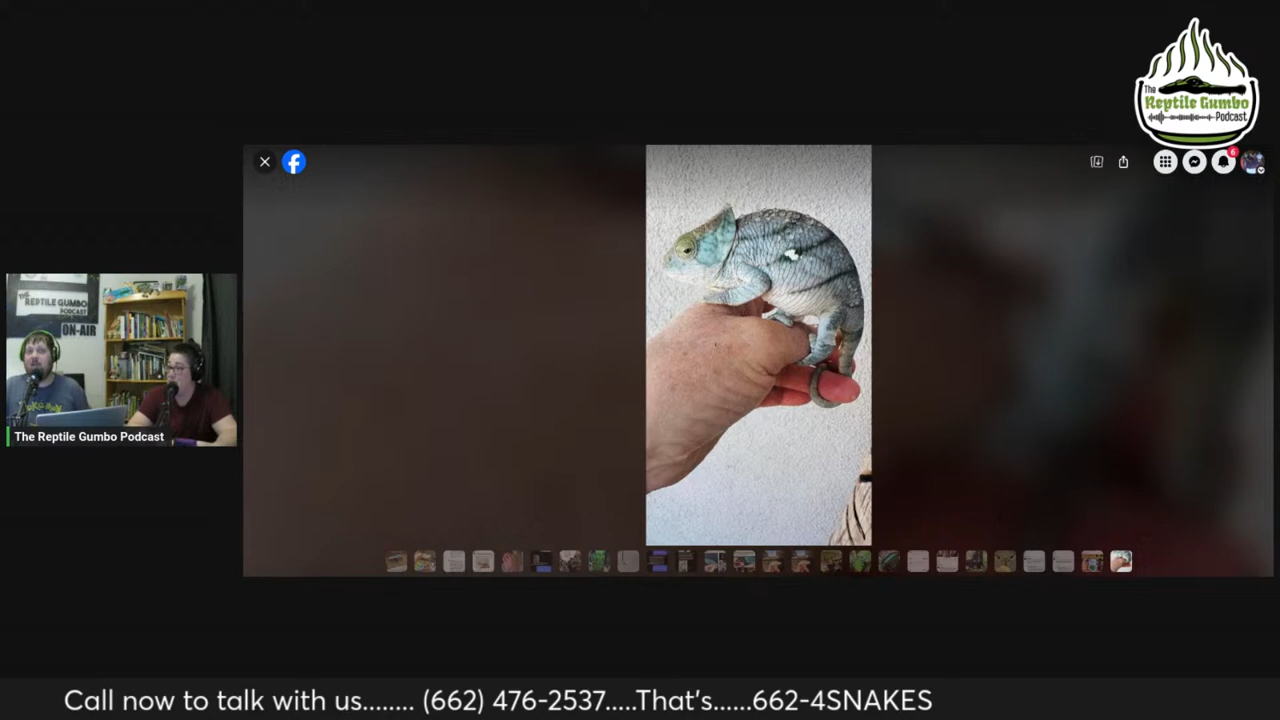 The
Reptile Gumbo
Podcast
6
THE
REPTILE GUMBO
PODCAST
ON-AIR
The Reptile Gumbo Podcast
Call now to talk with us........ (662) 476-2537.....That's......662-4SNAKES